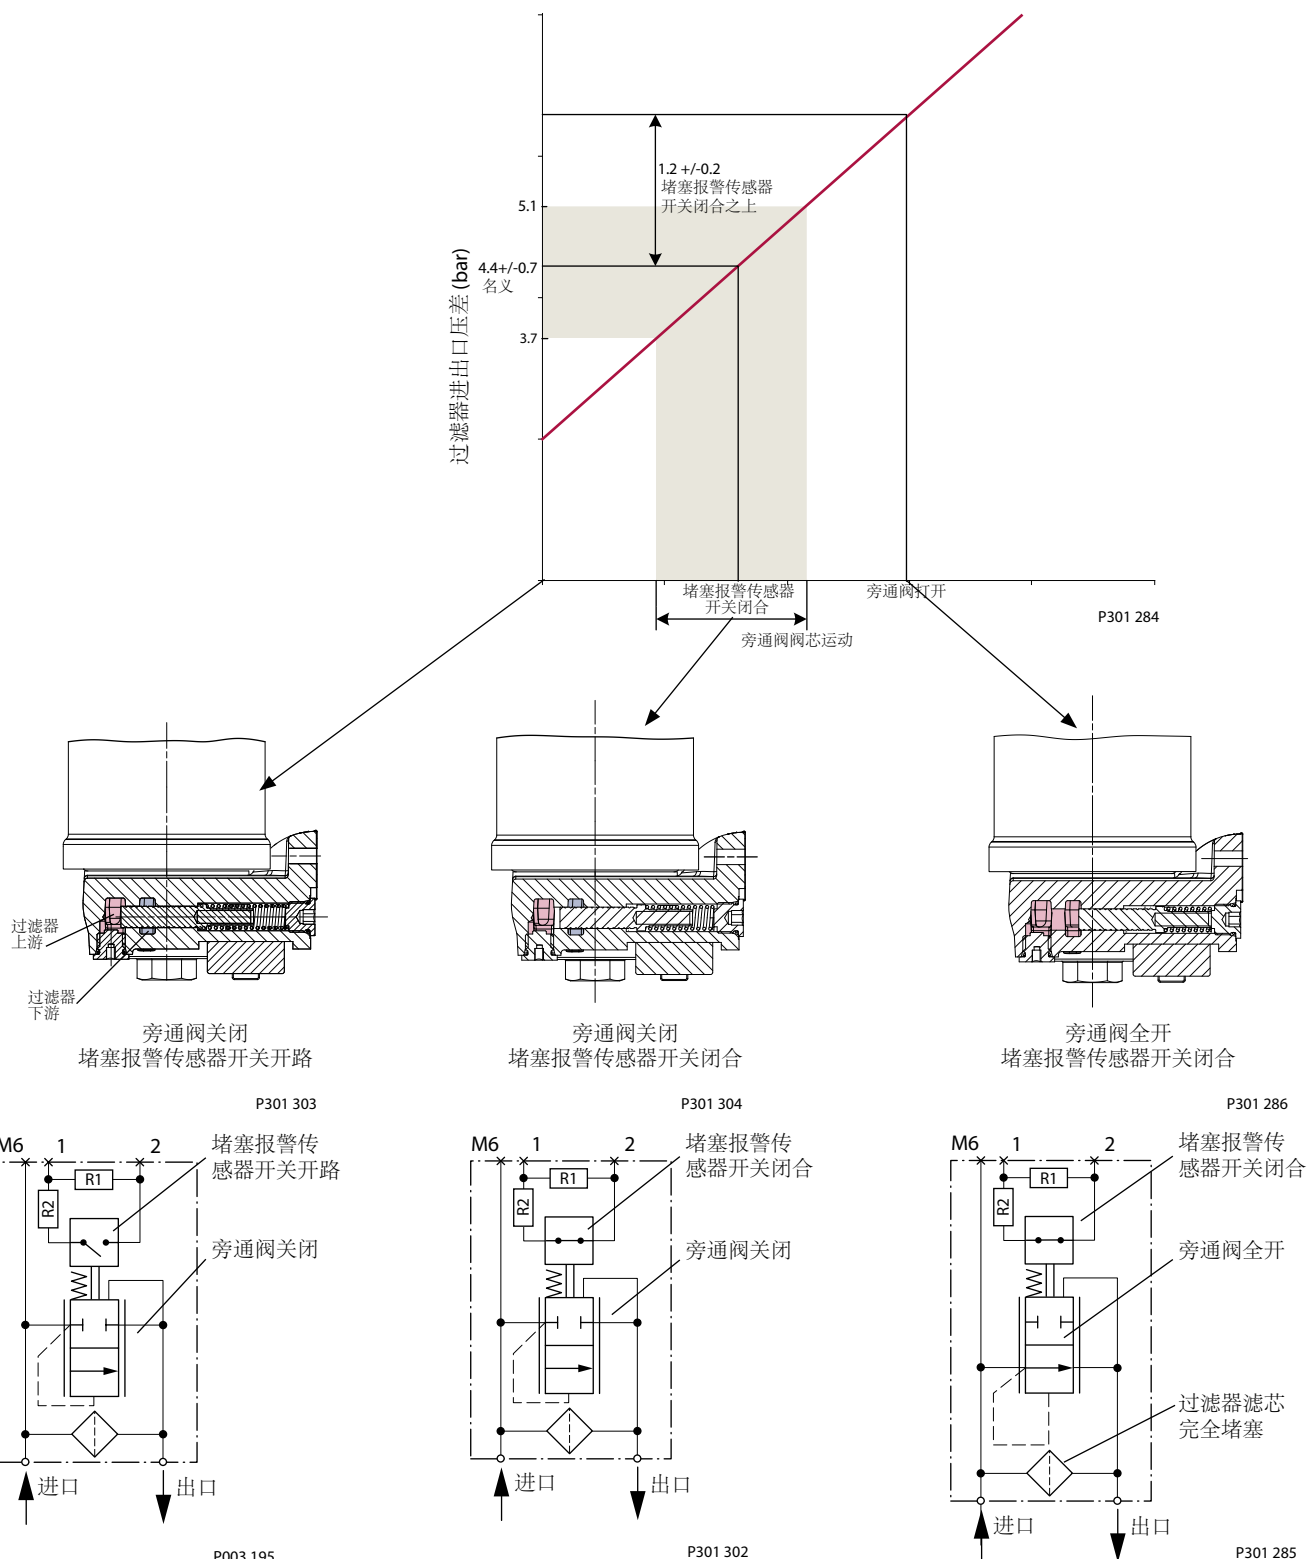 1.2 +/-0.2
堵塞报警传感器
开关闭合之上
5.1
4.4+/-0.7
名义
3.7
过滤器进出口压差 (bar)
堵塞报警传感器
开关闭合
旁通阀打开
旁通阀阀芯运动
P301 284
过滤器
上游
过滤器
下游
旁通阀关闭
堵塞报警传感器开关开路
P301 303
旁通阀关闭
堵塞报警传感器开关闭合
P301 304
旁通阀全开
堵塞报警传感器开关闭合
P301 286
M6 1 2
堵塞报警传
感器开关开路
R1
R2
旁通阀关闭
进口
出口
P003 195
M6 1 2
堵塞报警传
感器开关闭合
R1
R2
旁通阀关闭
进口
出口
P301 302
M6 1 2
堵塞报警传
感器开关闭合
R1
R2
旁通阀全开
过滤器滤芯
完全堵塞
进口
出口
P301 285